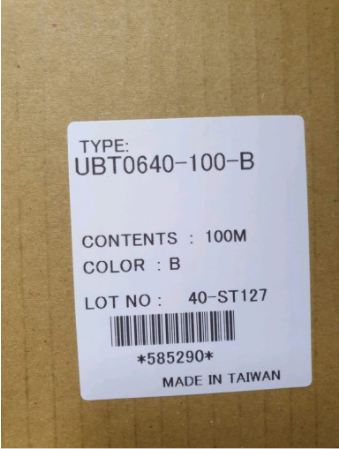 TYPE:
UBT0640-100-B
CONTENTS : 100M
COLOR : B
LOT NO : 40-ST127
*585290*
MADE IN TAIWAN